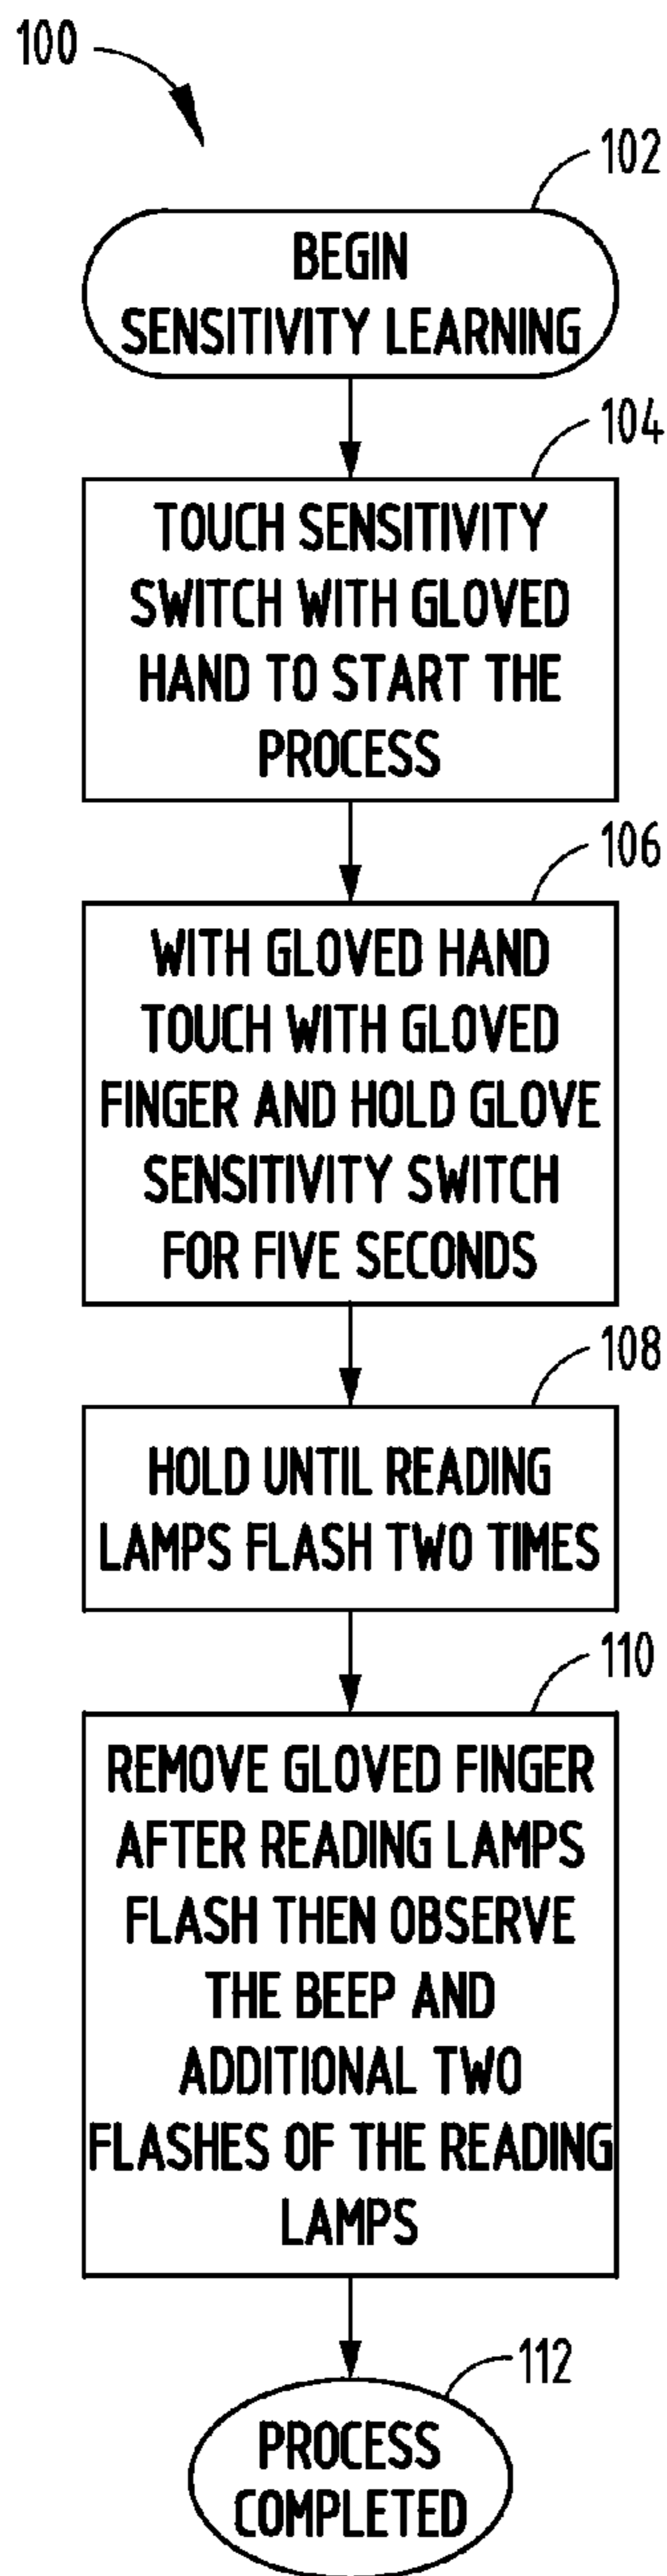 100
102
BEGIN
SENSITIVITY LEARNING
104
TOUCH SENSITIVITY
SWITCH WITH GLOVED
HAND TO START THE
PROCESS
106
WITH GLOVED HAND
TOUCH WITH GLOVED
FINGER AND HOLD GLOVE
SENSITIVITY SWITCH
FOR FIVE SECONDS
108
HOLD UNTIL READING
LAMPS FLASH TWO TIMES
110
REMOVE GLOVED FINGER
AFTER READING LAMPS
FLASH THEN OBSERVE
THE BEEP AND
ADDITIONAL TWO
FLASHES OF THE READING
LAMPS
112
PROCESS
COMPLETED